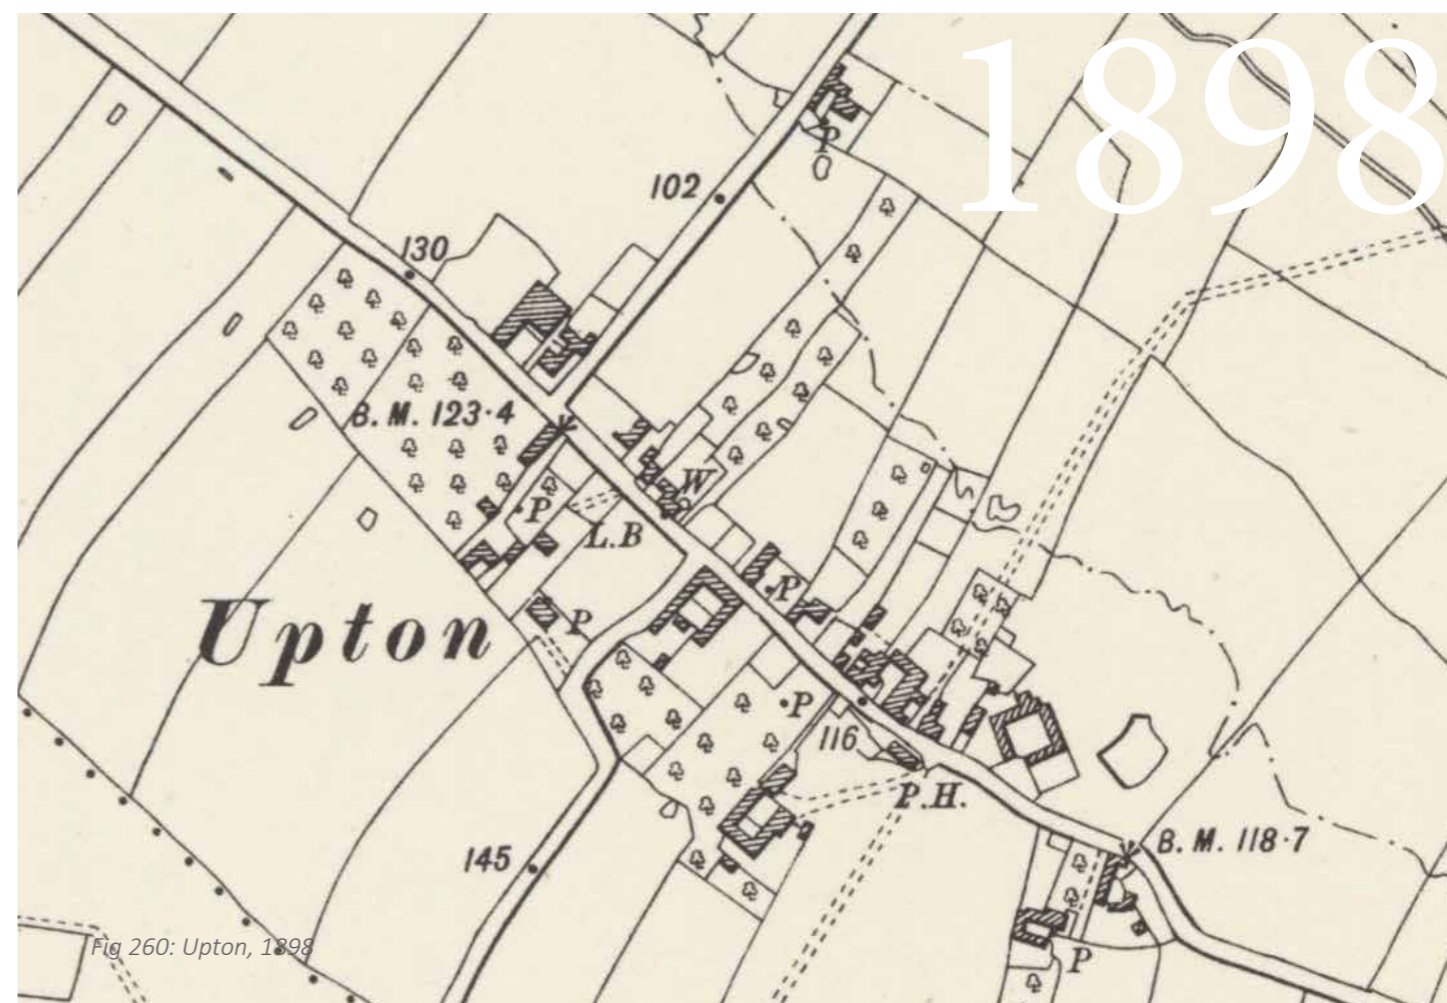 1898
P
102
130
B.M. 123·4
W
P
L.B
P
P
Upton
P
116
P.H.
145
B.M. 118·7
P
Fig 260: Upton, 1898